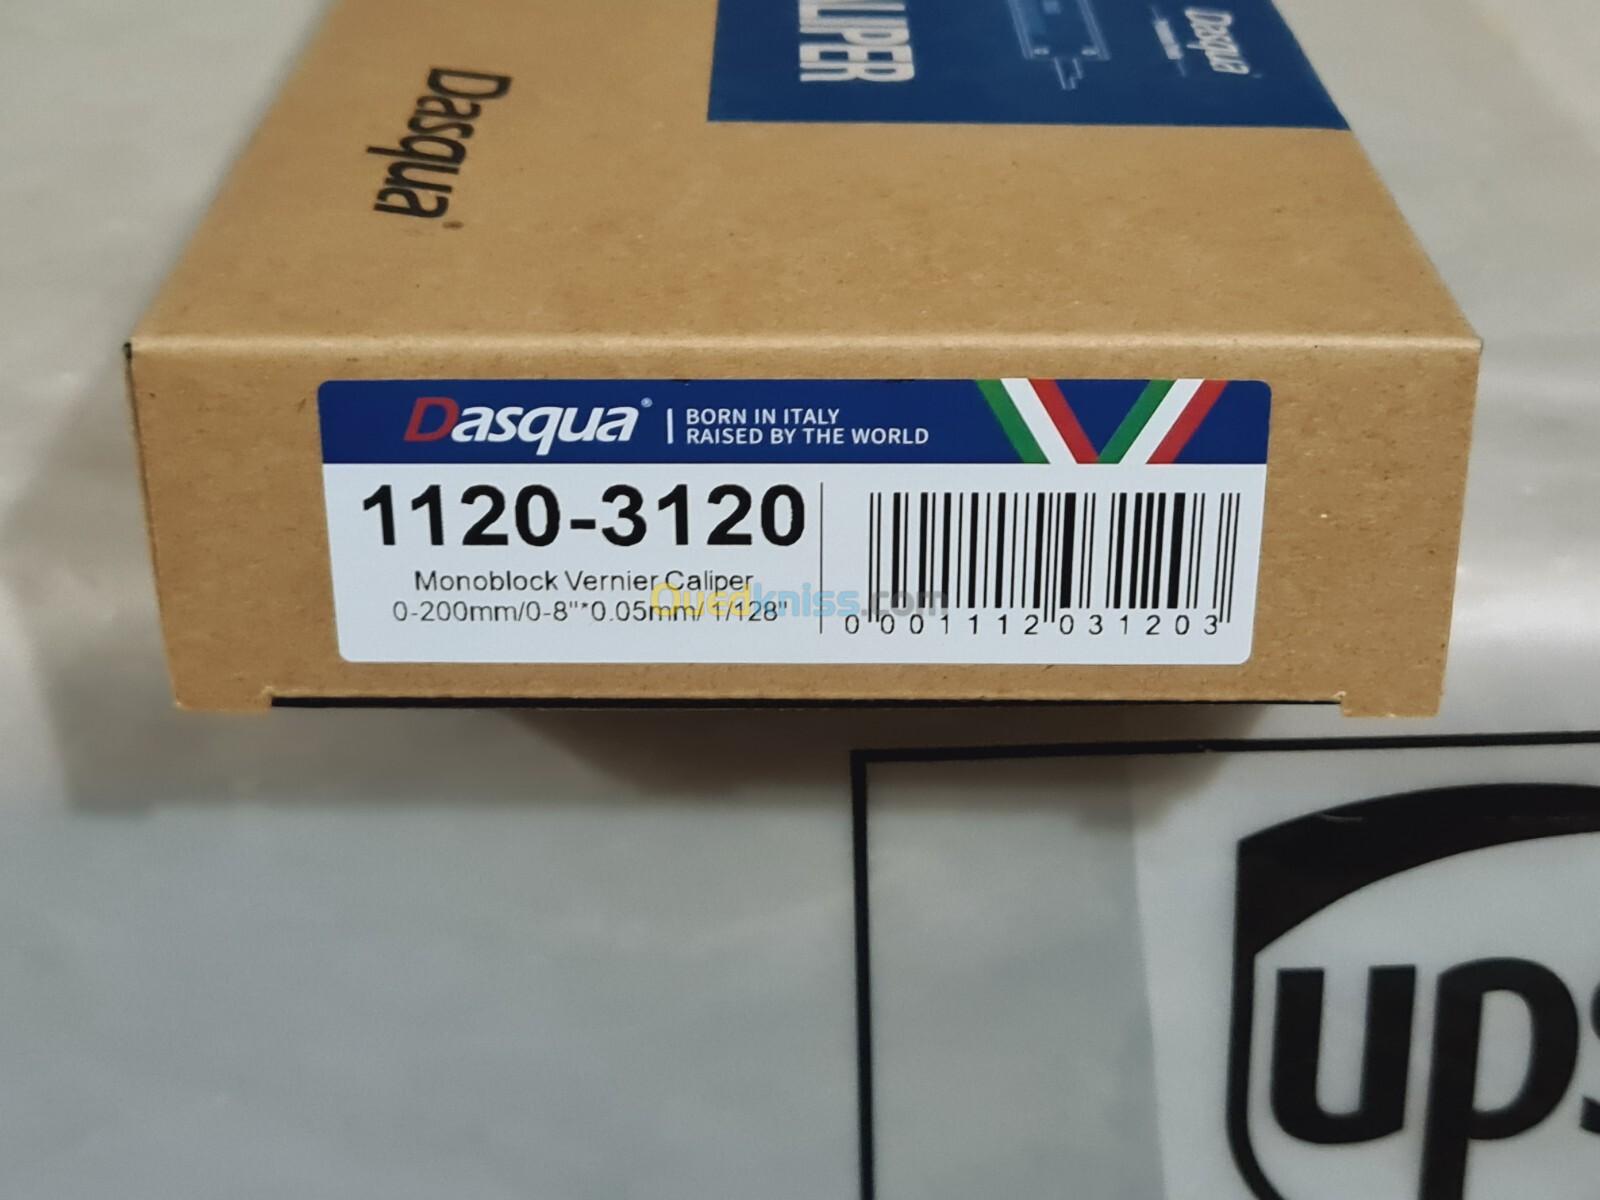 LIPER
Dasqua
Dasqua
Dasqua® | BORN IN ITALY
RAISED BY THE WORLD
1120-3120
Monoblock Vernier Caliper
0-200mm/0-8"*0.05mm/ 1/128"
0 001112 031203
Ouedkniss.com
ups